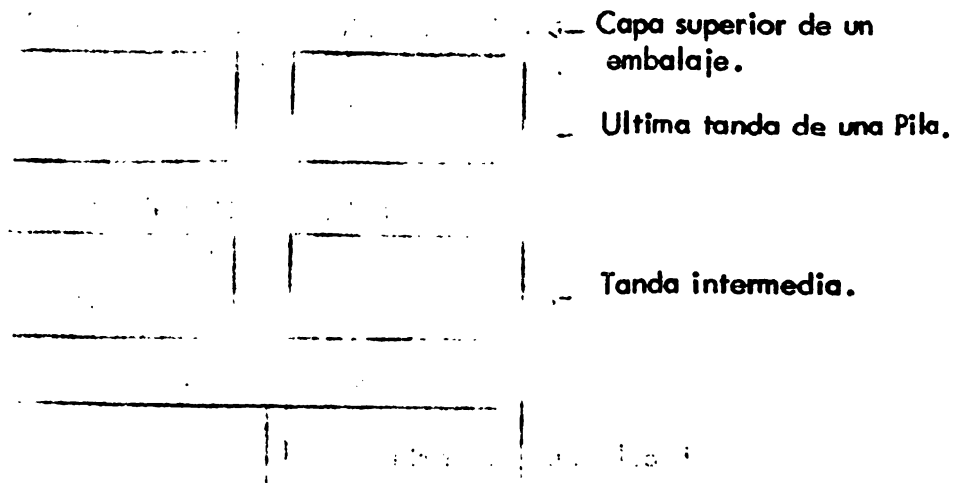 Capa superior de un
embalaje.
Ultima tanda de una Pila.
Tanda intermedia.